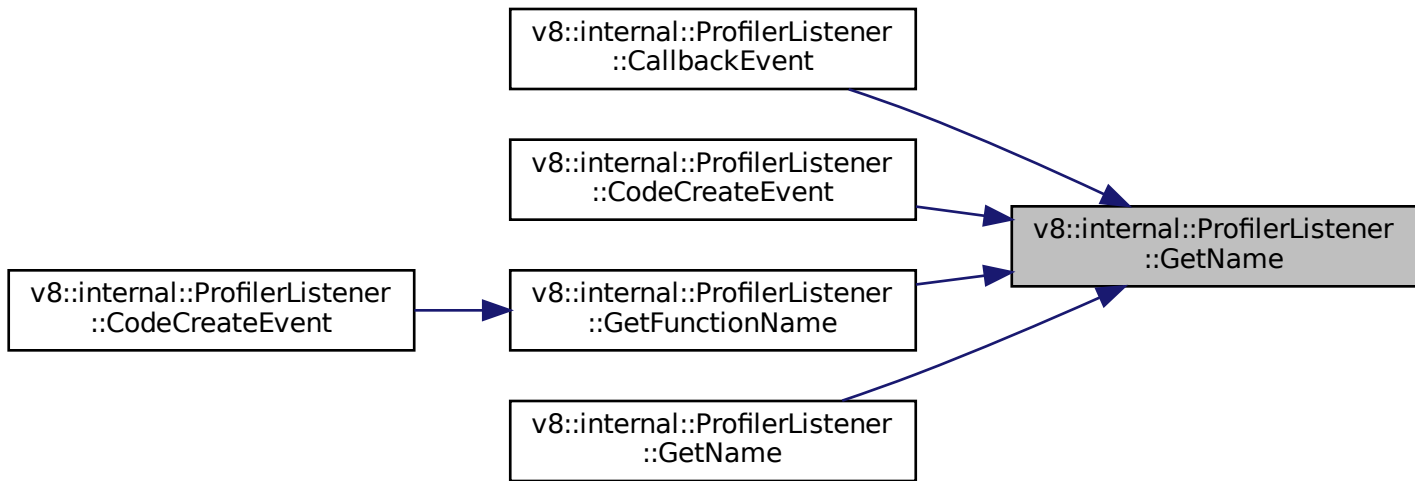 v8::internal::ProfilerListener
::CallbackEvent
v8::internal::ProfilerListener
::CodeCreateEvent
v8::internal::ProfilerListener
::GetName
v8::internal::ProfilerListener
::CodeCreateEvent
v8::internal::ProfilerListener
::GetFunctionName
v8::internal::ProfilerListener
::GetName